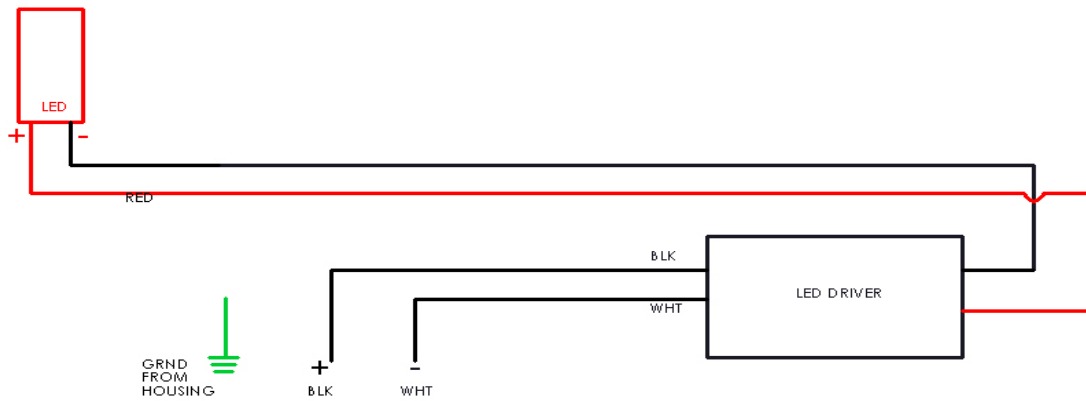 LED
+ -
RED
BLK
LED DRIVER
WHT
GRND
FROM
HOUSING
+ -
BLK WHT